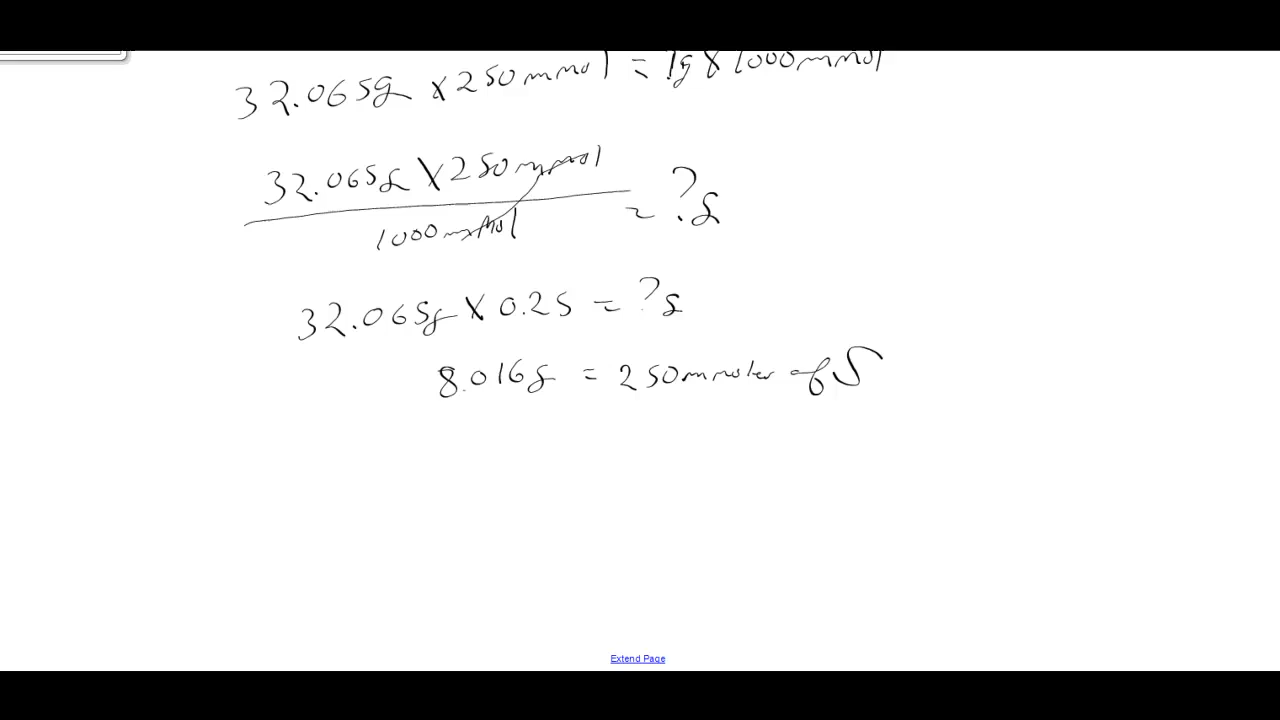 32.065g x 250mmol = ?g x 1000mmol
32.065g x 250mmol
1000mmol
= ?g
32.065g x 0.25 = ?g
8.016g = 250mmoles of S
Extend Page